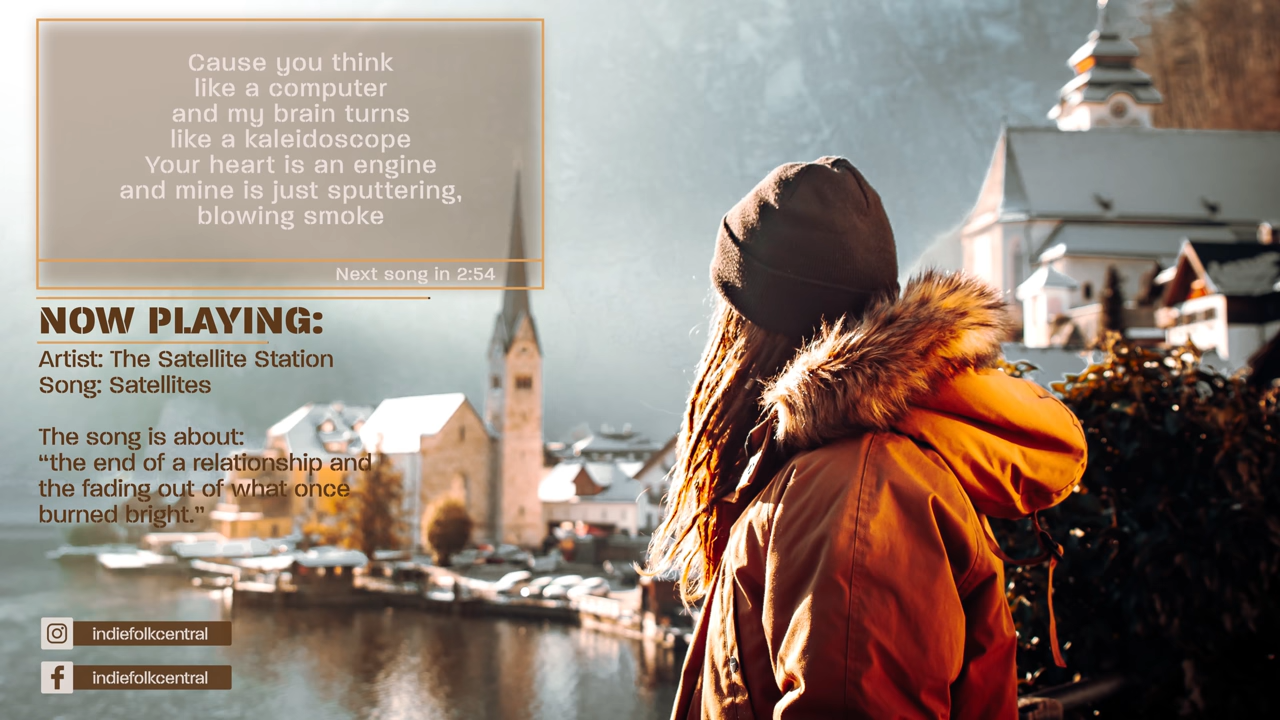 Cause you think
like a computer
and my brain turns
like a kaleidoscope
Your heart is an engine
and mine is just sputtering,
blowing smoke
Next song in 2:54
NOW PLAYING:
Artist: The Satellite Station
Song: Satellites
The song is about:
“the end of a relationship and
the fading out of what once
burned bright.”
indiefolkcentral
indiefolkcentral